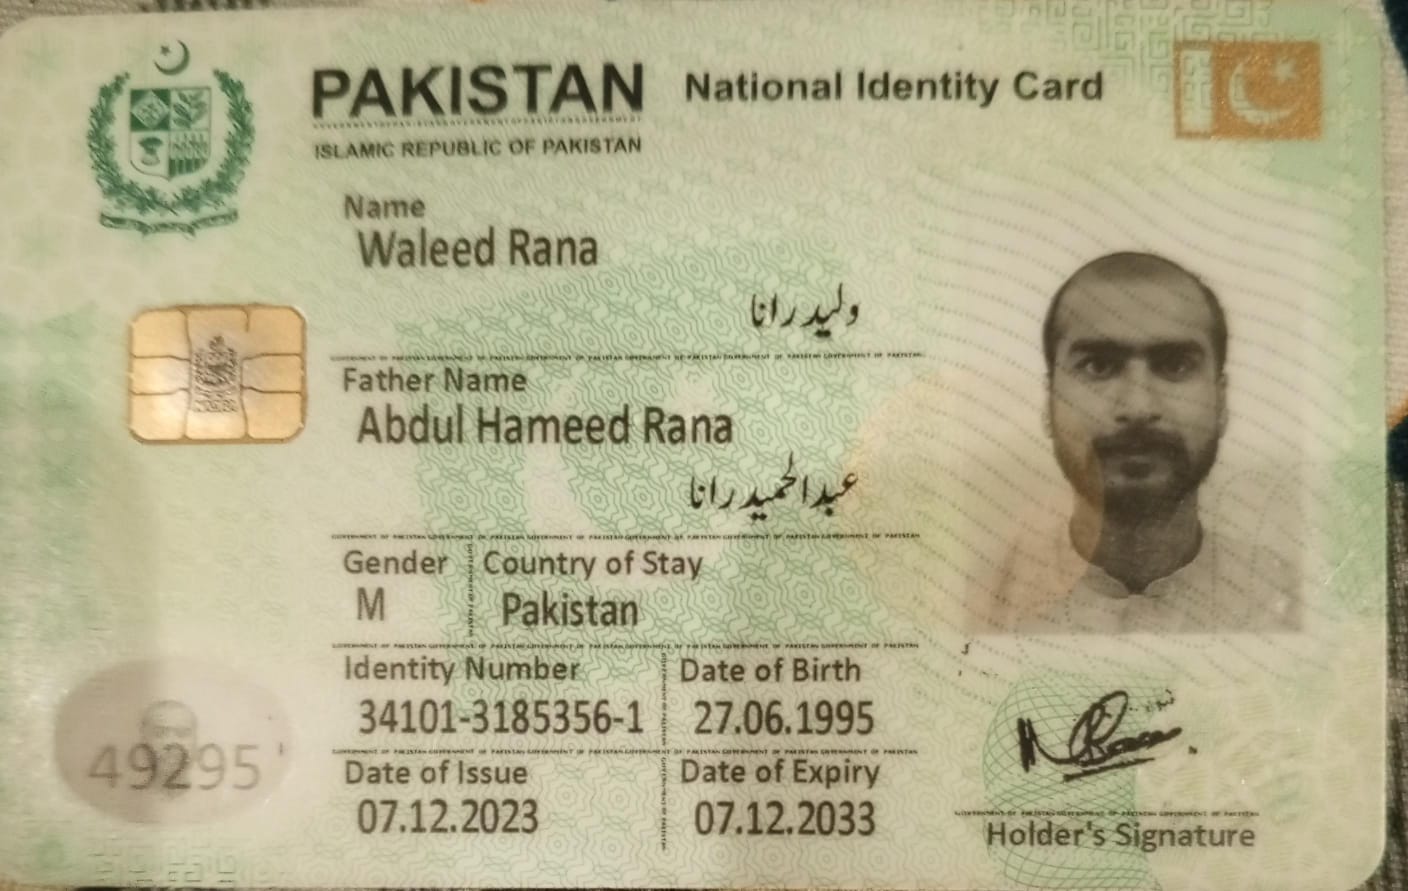 PAKISTAN National Identity Card
ISLAMIC REPUBLIC OF PAKISTAN
Name
Waleed Rana
ولید رانا
Father Name
Abdul Hameed Rana
عبدالحمید رانا
Gender Country of Stay
M Pakistan
Identity Number Date of Birth
34101-3185356-1 27.06.1995
49295
Date of Issue Date of Expiry
07.12.2023 07.12.2033
Holder's Signature